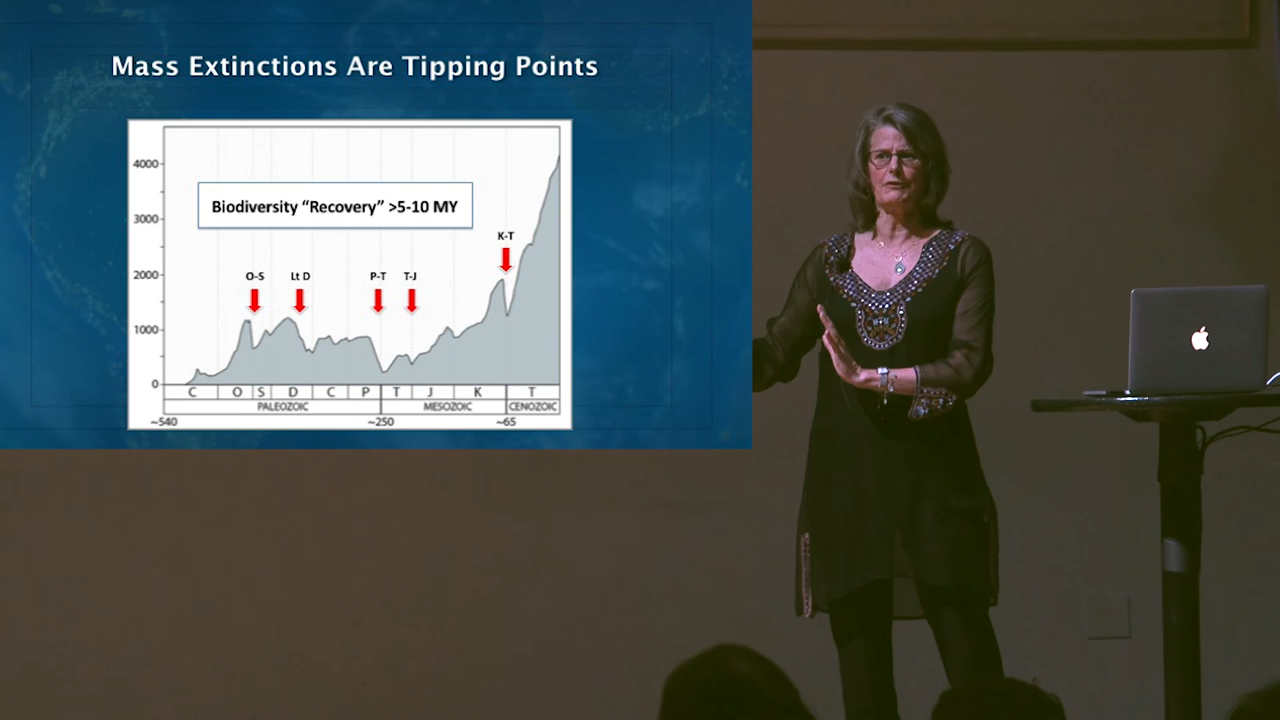 Mass Extinctions Are Tipping Points
4000
Biodiversity “Recovery” >5-10 MY
3000
K-T
2000
O-S Lt D P-T T-J
1000
0
C O S D C P T J K T
PALEOZOIC MESOZOIC CENOZOIC
~540 ~250 ~65